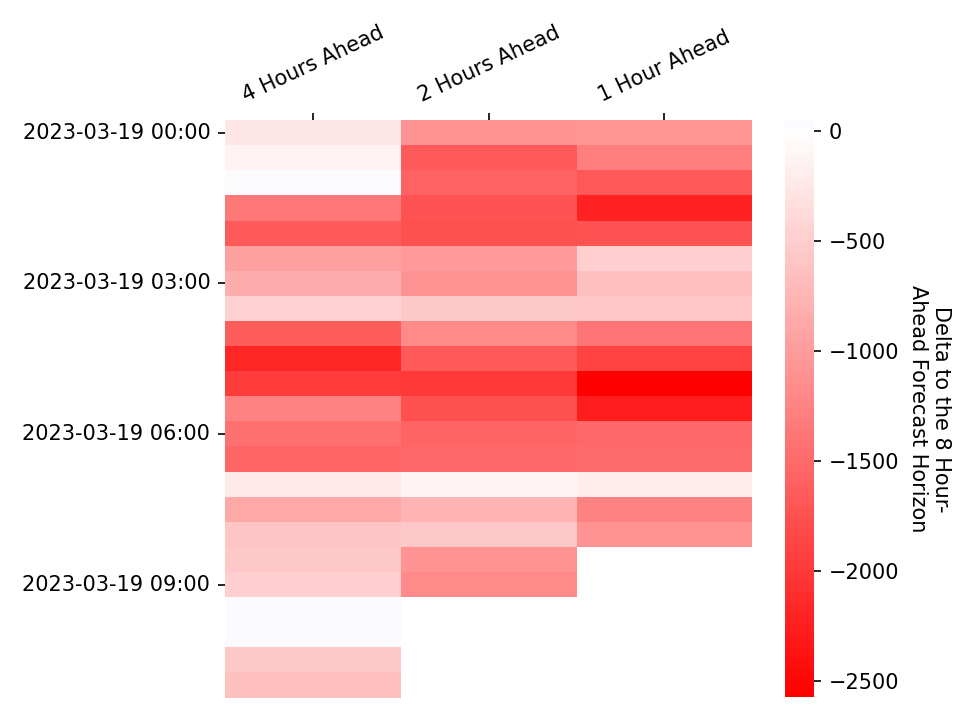 4 Hours Ahead
2 Hours Ahead
1 Hour Ahead
2023-03-19 00:00
2023-03-19 03:00
2023-03-19 06:00
2023-03-19 09:00
0
−500
−1000
−1500
−2000
−2500
Delta to the 8 Hour-
Ahead Forecast Horizon